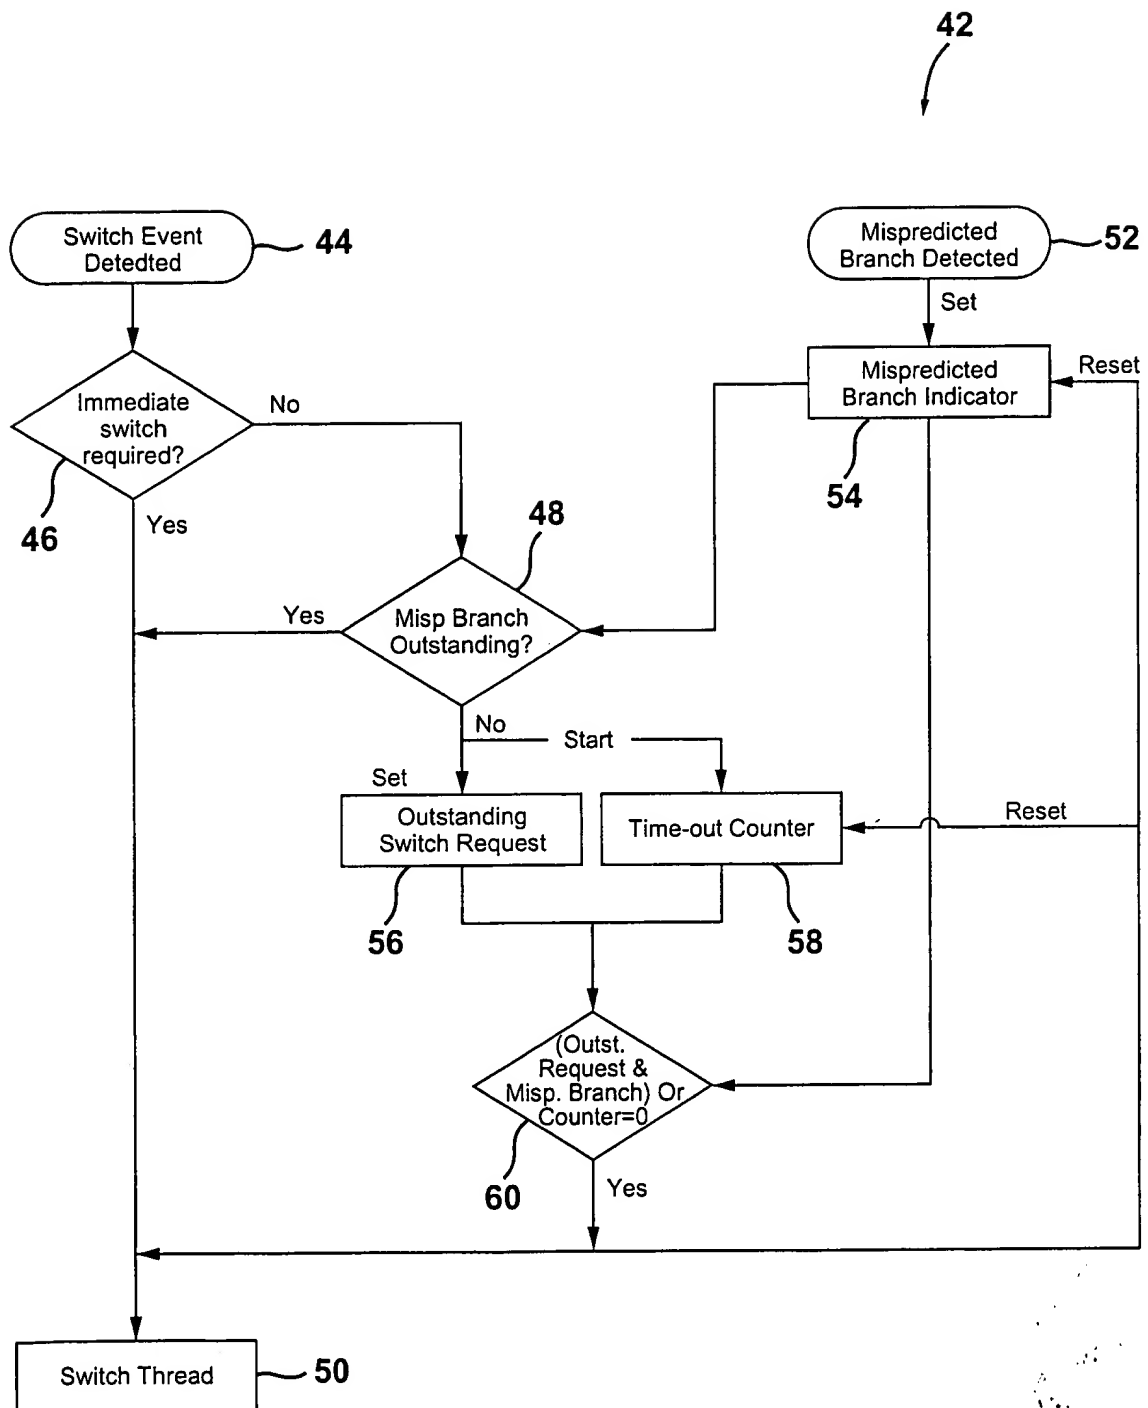 42
Switch Event
Detedted
44
Mispredicted
Branch Detected
52
Set
Mispredicted
Branch Indicator
Reset
54
Immediate
switch
required?
No
46
Yes
48
Misp Branch
Outstanding?
Yes
No
Start
Set
Outstanding
Switch Request
Time-out Counter
Reset
56
58
(Outst.
Request &
Misp. Branch) Or
Counter=0
60
Yes
Switch Thread
50